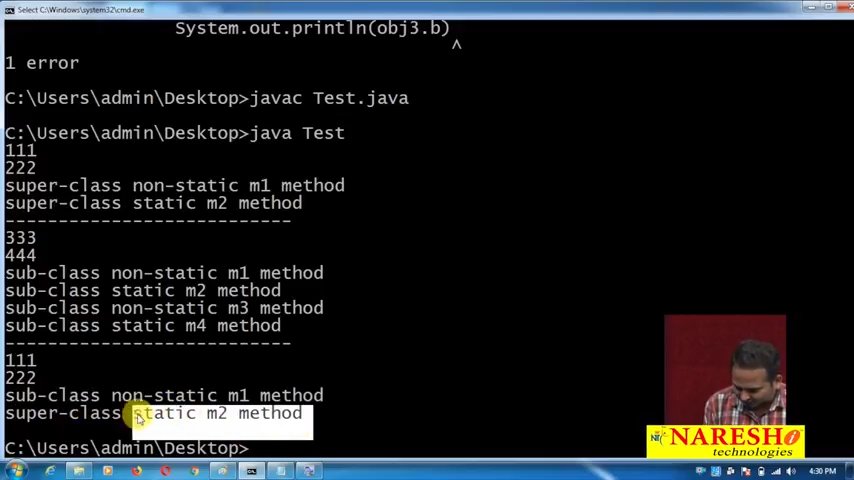 Select C:\Windows\system32\cmd.exe
System.out.println(obj3.b)
^
1 error
C:\Users\admin\Desktop>javac Test.java
C:\Users\admin\Desktop>java Test
111
222
super-class non-static m1 method
super-class static m2 method
---------------------------
333
444
sub-class non-static m1 method
sub-class static m2 method
sub-class non-static m3 method
sub-class static m4 method
---------------------------
111
222
sub-class non-static m1 method
super-class static m2 method
C:\Users\admin\Desktop>
NARESH i
technologies
4:30 PM